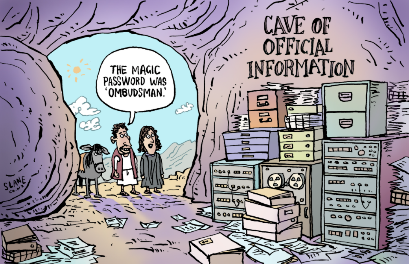 CAVE OF
OFFICIAL
INFORMATION
THE MAGIC
PASSWORD WAS
'OMBUDSMAN.'
SLANE